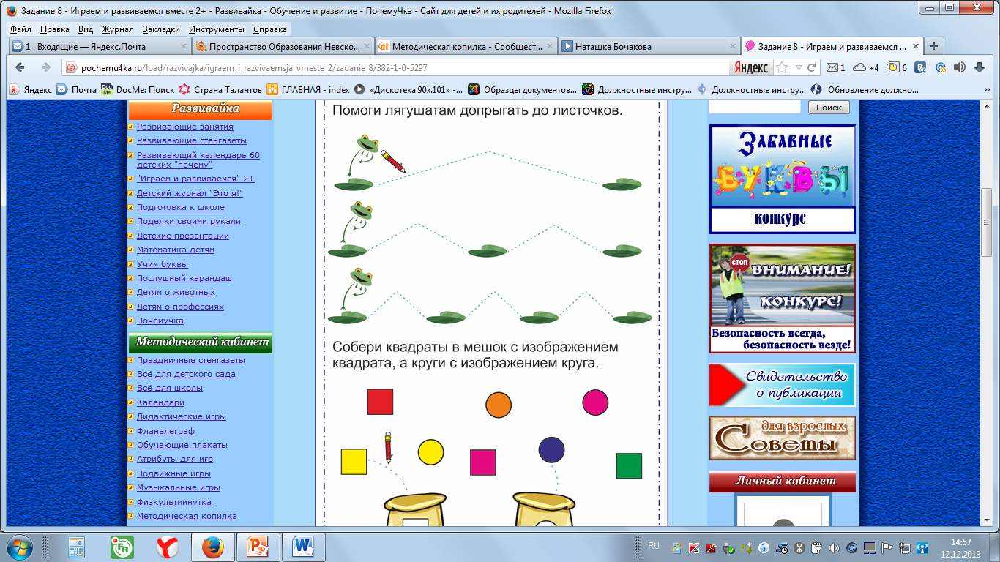 Задание 8 - Играем и развиваемся вместе 2+ - Развивайка - Обучение и развитие - ПочемуЧка - Сайт для детей и их родителей - Mozilla Firefox
Файл Правка Вид Журнал Закладки Инструменты Справка
1 · Входящие — Яндекс.Почта
Пространство Образования Невско...
Методическая копилка - Сообщест...
Наташка Бочакова
Задание 8 - Играем и развиваемся ...
pochemu4ka.ru/load/razvivajka/igraem_i_razvivaemsja_vmeste_2/zadanie_8/382-1-0-5297
Яндекс
1 +4 6
Яндекс Почта DocMe: Поиск Страна Талантов ГЛАВНАЯ - index «Дискотека 90х.101» -... Образцы документов... Должностные инстру... Должностные инстру... Обновление должно... »
Развивайка
Развивающие занятия
Развивающие стенгазеты
Развивающий календарь 60
детских "почему"
"Играем и развиваемся" 2+
Детский журнал "Это я!"
Подготовка к школе
Поделки своими руками
Детские презентации
Математика детям
Учим буквы
Послушный карандаш
Детям о животных
Детям о профессиях
Почемучка
Методический кабинет
Праздничные стенгазеты
Всё для детского сада
Всё для школы
Календари
Дидактические игры
Фланелеграф
Обучающие плакаты
Атрибуты для игр
Подвижные игры
Музыкальные игры
Физкультминутка
Методическая копилка
Помоги лягушатам допрыгать до листочков.
Собери квадраты в мешок с изображением
квадрата, а круги с изображением круга.
Поиск
Забавные
БУКВЫ
конкурс
СТОП
ВНИМАНИЕ!
КОНКУРС!
Безопасность всегда,
безопасность везде!
Свидетельство
о публикации
для взрослых
Советы
Личный кабинет
RU
14:57
12.12.2013